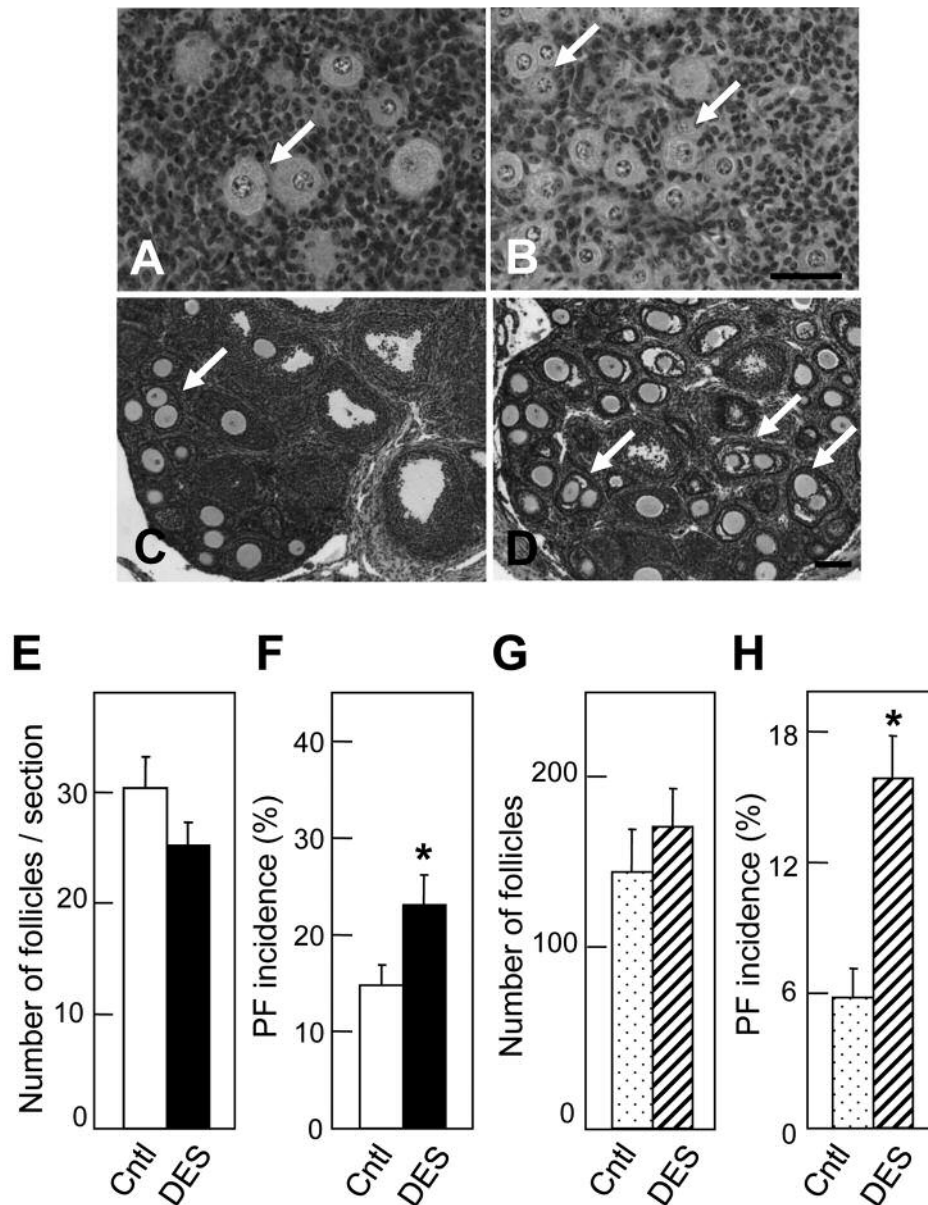 A
B
C
D
E
F
G
H
Number of follicles / section
30
20
10
0
Cntl
DES
PF incidence (%)
40
30
20
10
0
*
Cntl
DES
Number of follicles
200
100
0
Cntl
DES
PF incidence (%)
18
12
6
0
*
Cntl
DES